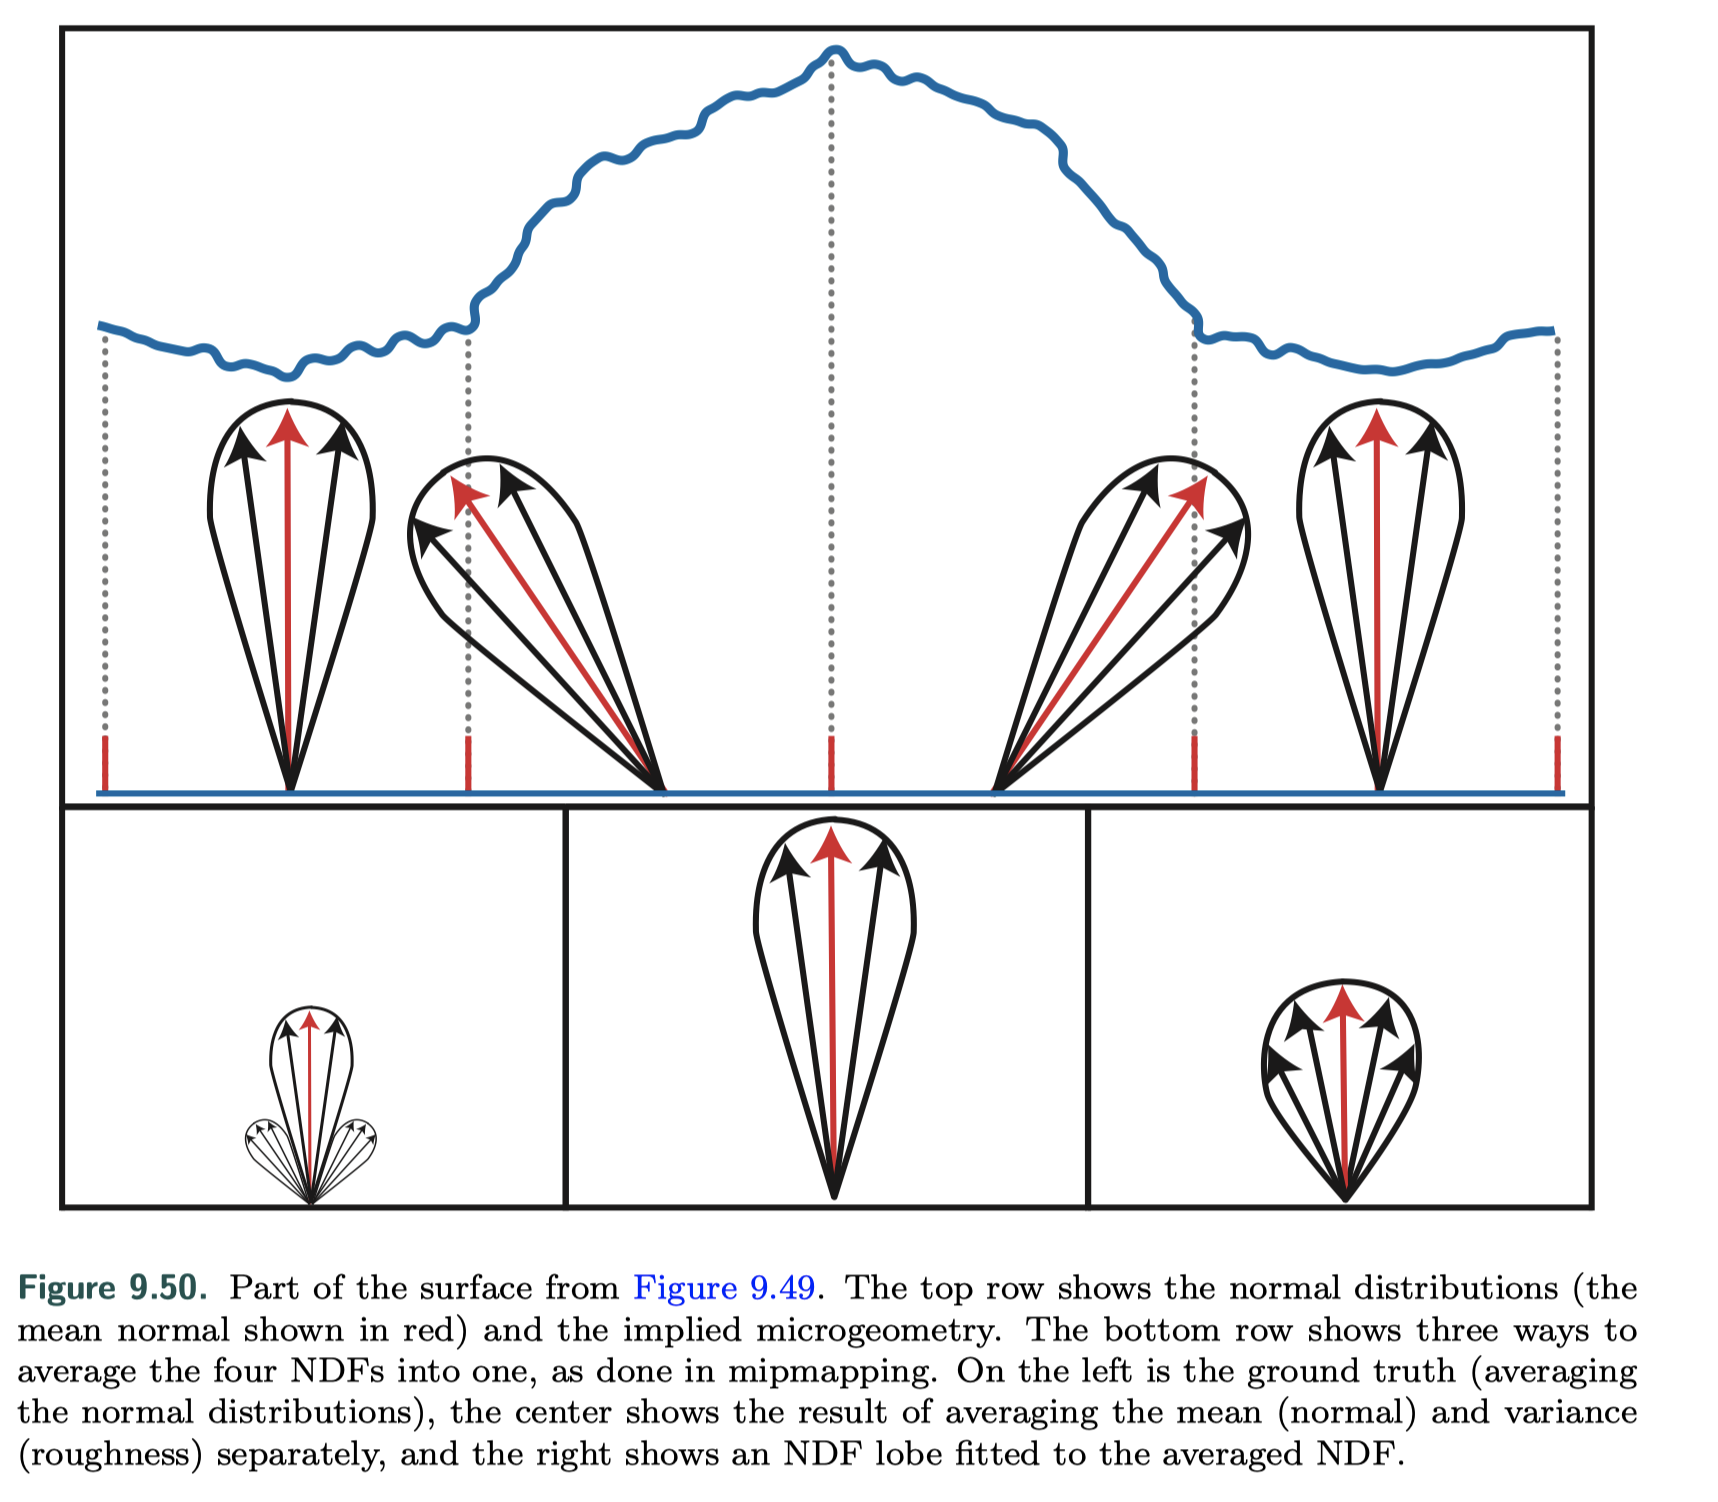 Figure 9.50. Part of the surface from Figure 9.49. The top row shows the normal distributions (the
mean normal shown in red) and the implied microgeometry. The bottom row shows three ways to
average the four NDFs into one, as done in mipmapping. On the left is the ground truth (averaging
the normal distributions), the center shows the result of averaging the mean (normal) and variance
(roughness) separately, and the right shows an NDF lobe fitted to the averaged NDF.